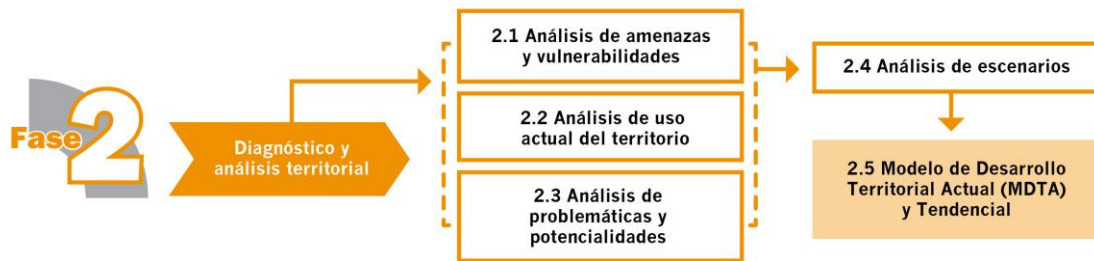 Fase 2
Diagnóstico y
análisis territorial
2.1 Análisis de amenazas
y vulnerabilidades
2.2 Análisis de uso
actual del territorio
2.3 Análisis de
problemáticas y
potencialidades
2.4 Análisis de escenarios
2.5 Modelo de Desarrollo
Territorial Actual (MDTA)
y Tendencial